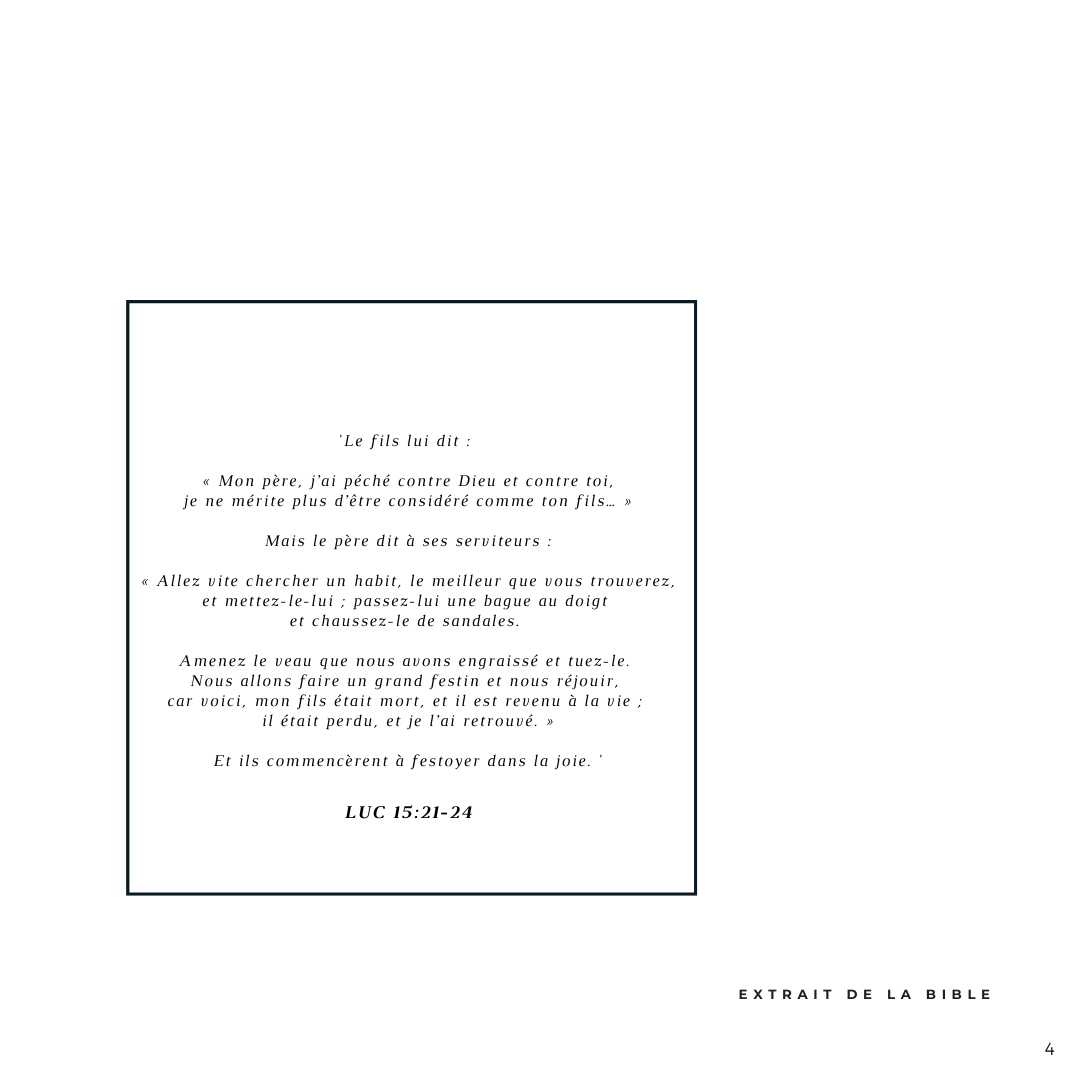 'Le fils lui dit :
« Mon père, j'ai péché contre Dieu et contre toi,
je ne mérite plus d'être considéré comme ton fils… »
Mais le père dit à ses serviteurs :
« Allez vite chercher un habit, le meilleur que vous trouverez,
et mettez-le-lui ; passez-lui une bague au doigt
et chaussez-le de sandales.
Amenez le veau que nous avons engraissé et tuez-le.
Nous allons faire un grand festin et nous réjouir,
car voici, mon fils était mort, et il est revenu à la vie ;
il était perdu, et je l'ai retrouvé. »
Et ils commencèrent à festoyer dans la joie. '
LUC 15:21-24
EXTRAIT DE LA BIBLE
4